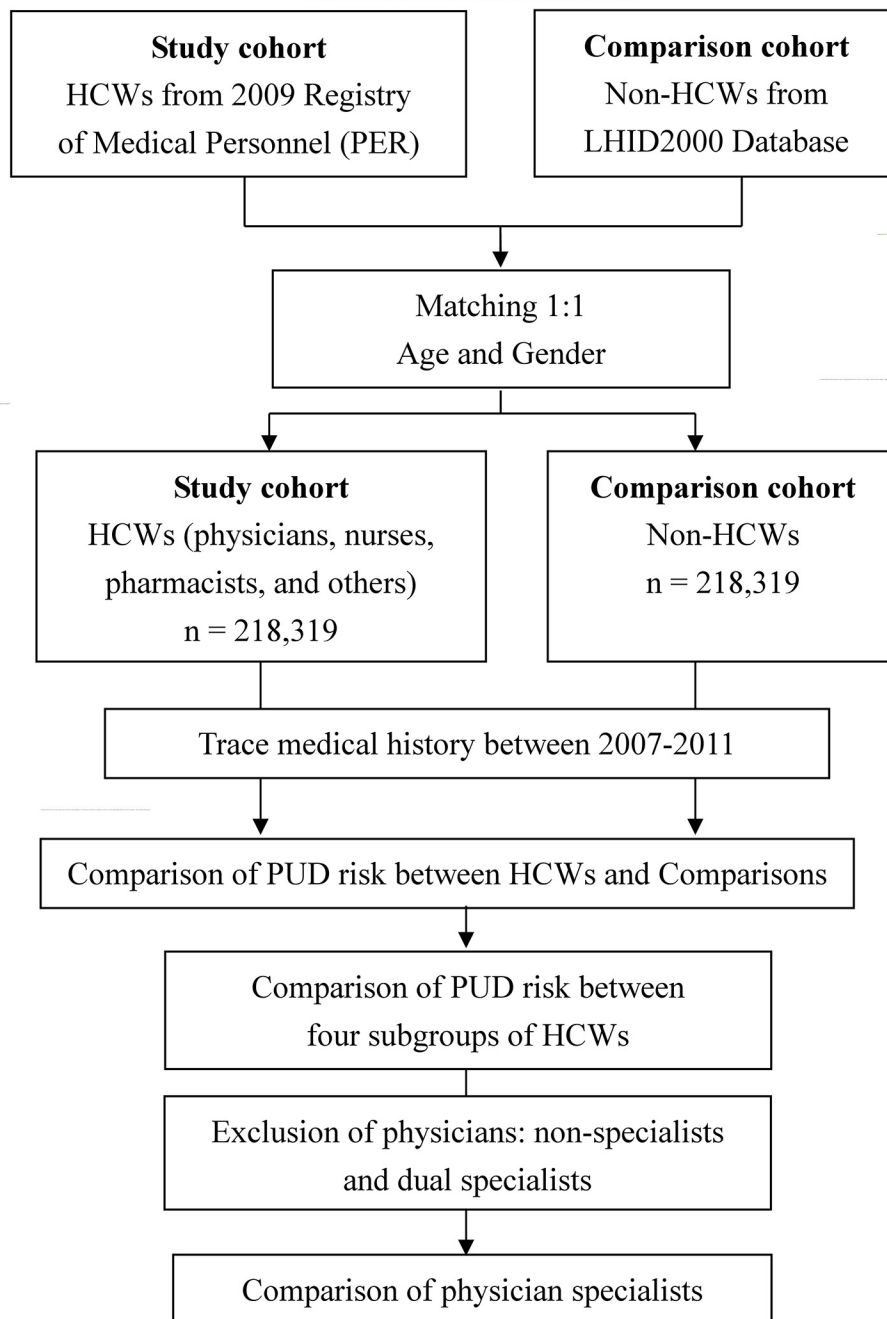 Study cohort
HCWs from 2009 Registry
of Medical Personnel (PER)
Comparison cohort
Non-HCWs from
LHID2000 Database
Matching 1:1
Age and Gender
Study cohort
HCWs (physicians, nurses,
pharmacists, and others)
n = 218,319
Comparison cohort
Non-HCWs
n = 218,319
Trace medical history between 2007-2011
Comparison of PUD risk between HCWs and Comparisons
Comparison of PUD risk between
four subgroups of HCWs
Exclusion of physicians: non-specialists
and dual specialists
Comparison of physician specialists